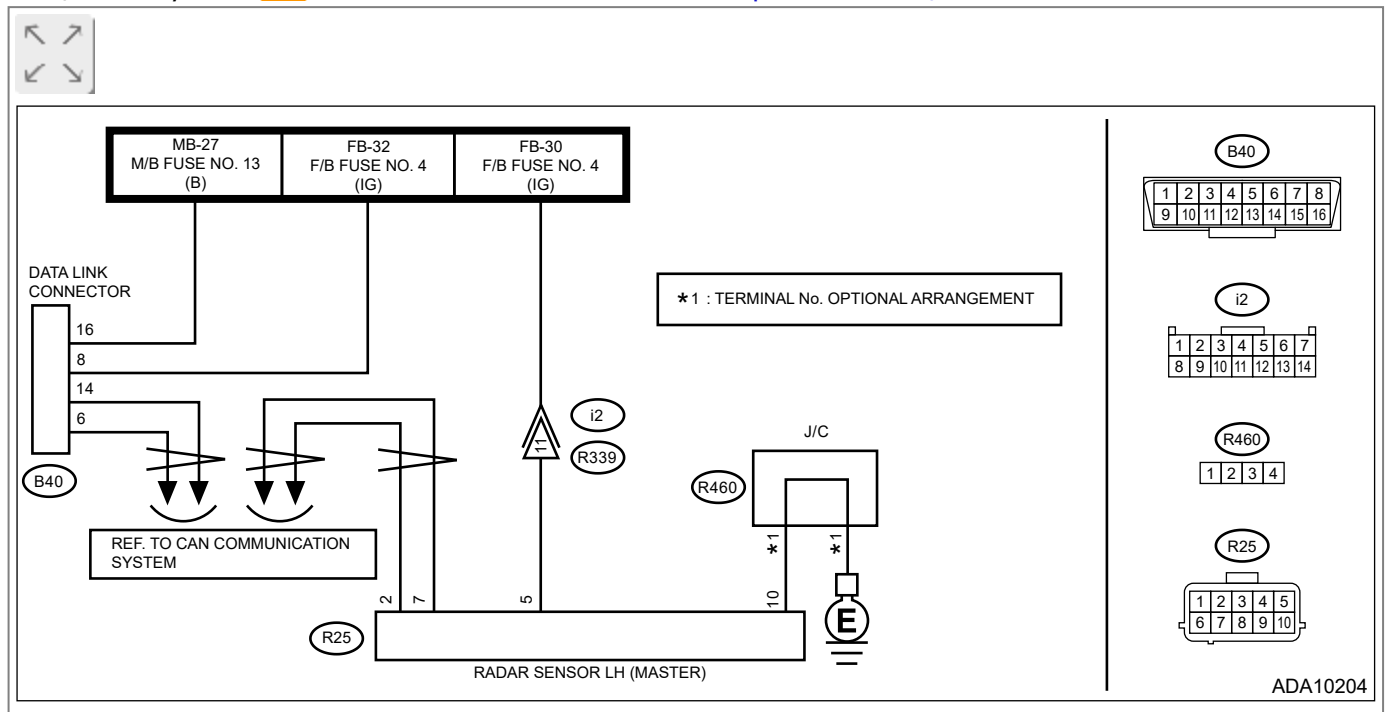 MB-27
M/B FUSE NO. 13
(B)
FB-32
F/B FUSE NO. 4
(IG)
FB-30
F/B FUSE NO. 4
(IG)
DATA LINK
CONNECTOR
16
8
14
6
B40
REF. TO CAN COMMUNICATION
SYSTEM
*1 : TERMINAL No. OPTIONAL ARRANGEMENT
11
i2
R339
J/C
R460
*1
*1
E
2
7
5
10
R25
RADAR SENSOR LH (MASTER)
B40
1 2 3 4 5 6 7 8
9 10 11 12 13 14 15 16
i2
1 2 3 4 5 6 7
8 9 10 11 12 13 14
R460
1 2 3 4
R25
1 2 3 4 5
6 7 8 9 10
ADA10204